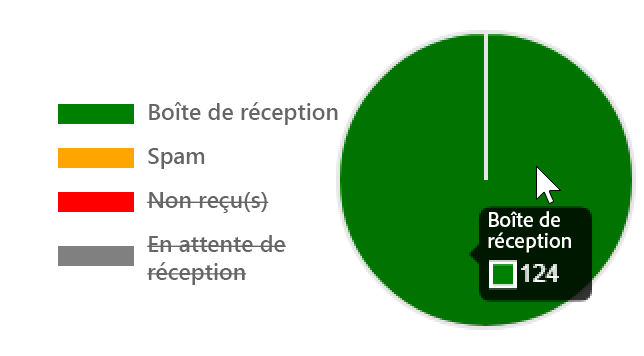 Boîte de réception
Spam
Non reçu(s)
En attente de
réception
Boîte de
réception
124